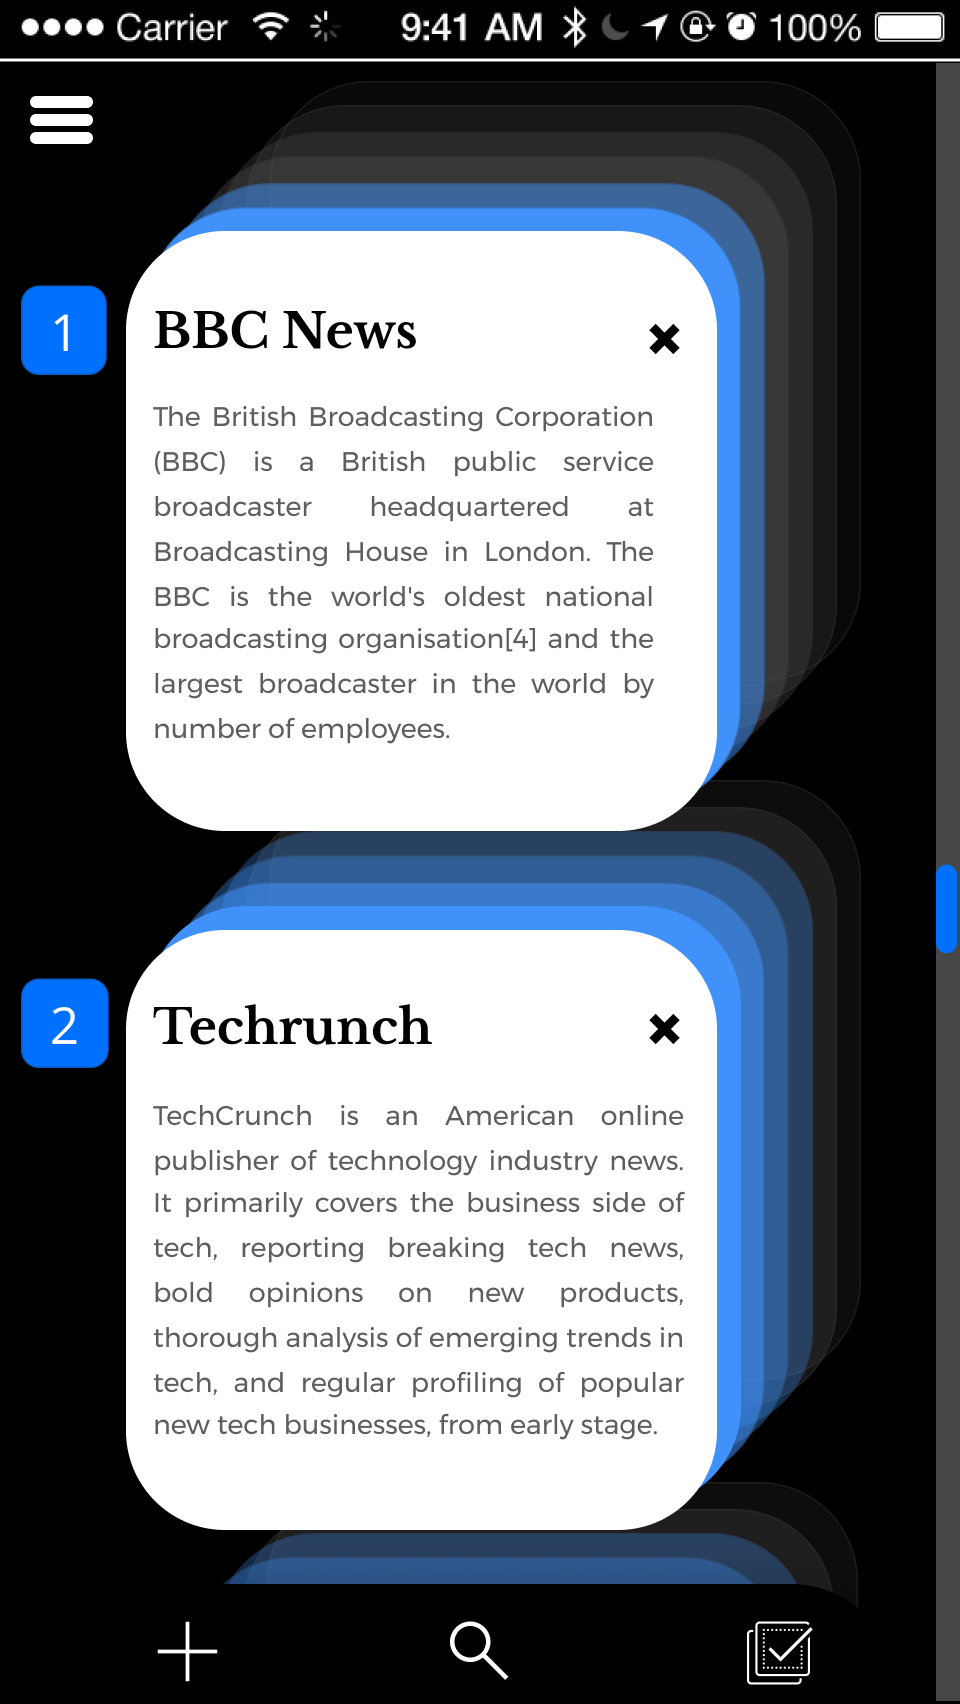 Carrier 9:41 AM 100%
1
BBC News
The British Broadcasting Corporation
(BBC) is a British public service
broadcaster headquartered at
Broadcasting House in London. The
BBC is the world's oldest national
broadcasting organisation[4] and the
largest broadcaster in the world by
number of employees.
2
Techrunch
TechCrunch is an American online
publisher of technology industry news.
It primarily covers the business side of
tech, reporting breaking tech news,
bold opinions on new products,
thorough analysis of emerging trends in
tech, and regular profiling of popular
new tech businesses, from early stage.